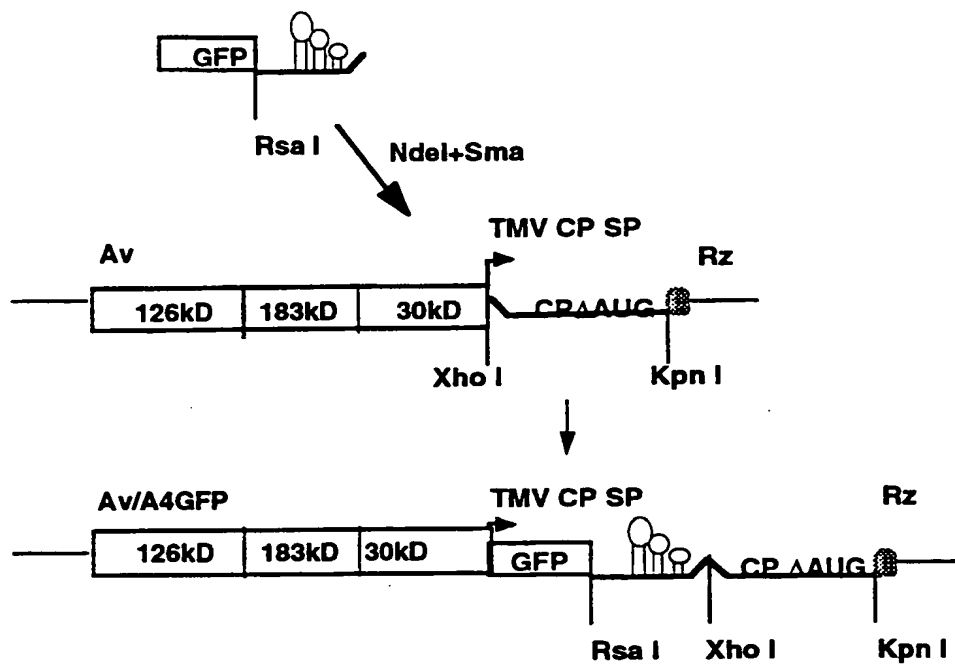 GFP
Rsa I
NdeI+Sma
TMV CP SP
Av
Rz
126kD 183kD 30kD CPΔAUG
Xho I Kpn I
Av/A4GFP TMV CP SP Rz
126kD 183kD 30kD GFP CP ΔAUG
Rsa I Xho I Kpn I